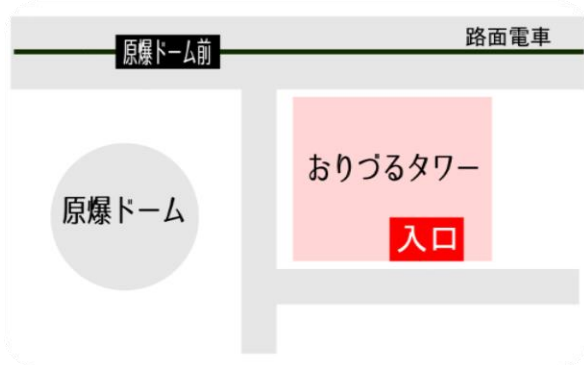 路面電車
原爆ドーム前
おりづるタワー
原爆ドーム
入口